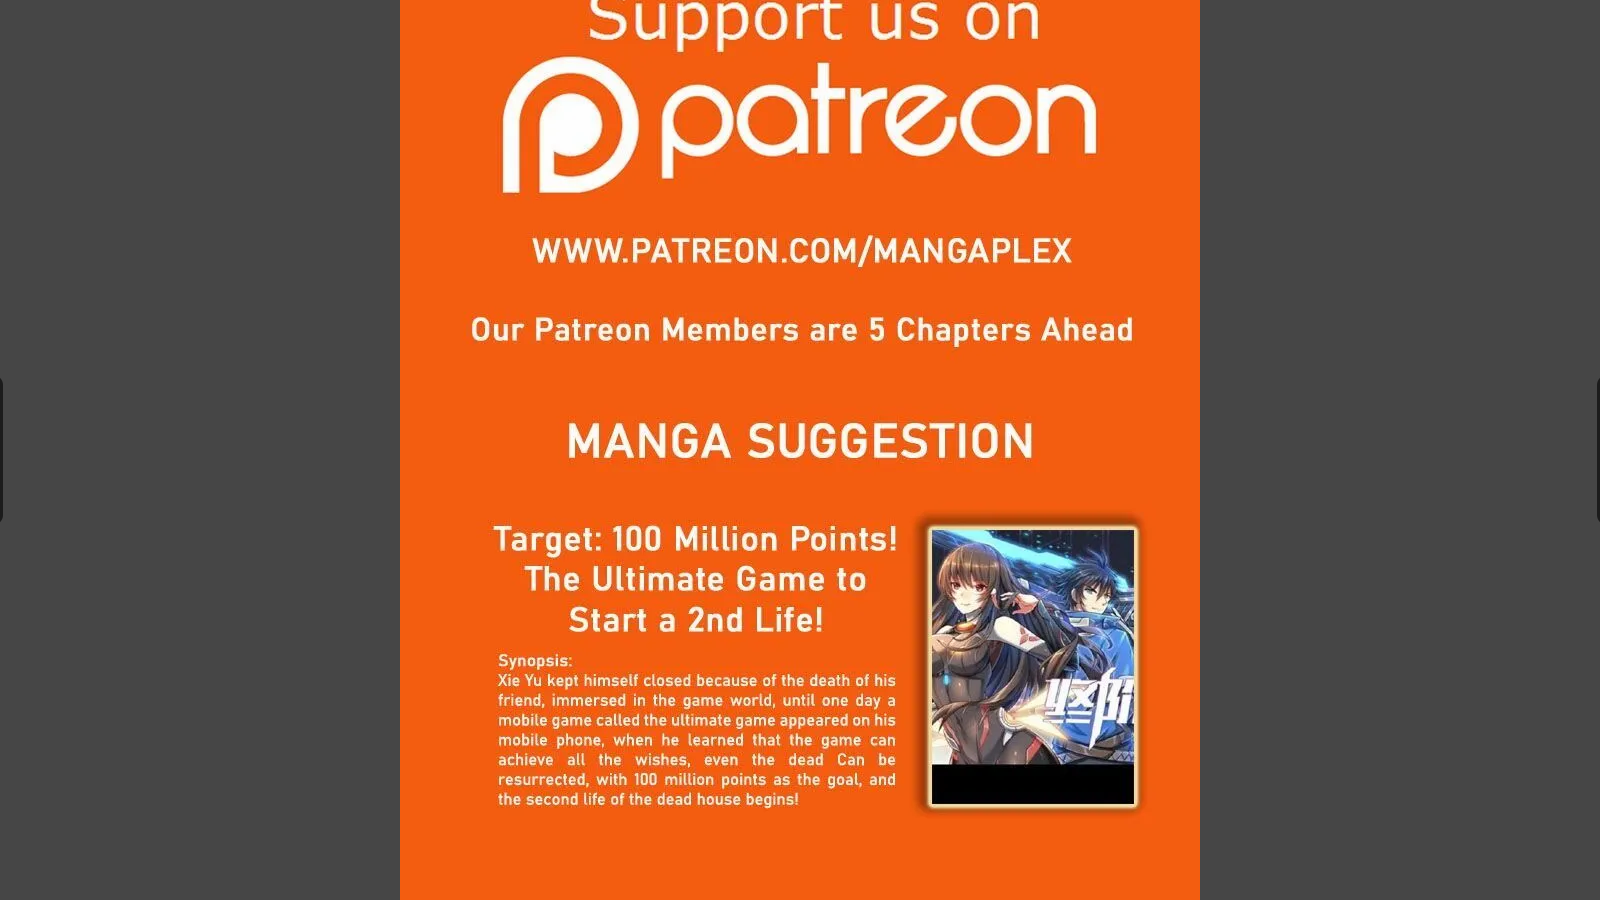 Support us on
patreon
WWW.PATREON.COM/MANGAPLEX
Our Patreon Members are 5 Chapters Ahead
MANGA SUGGESTION
Target: 100 Million Points!
The Ultimate Game to
Start a 2nd Life!
Synopsis:
Xie Yu kept himself closed because of the death of his
friend, immersed in the game world, until one day a
mobile game called the ultimate game appeared on his
mobile phone, when he learned that the game can
achieve all the wishes, even the dead Can be
resurrected, with 100 million points as the goal, and
the second life of the dead house begins!